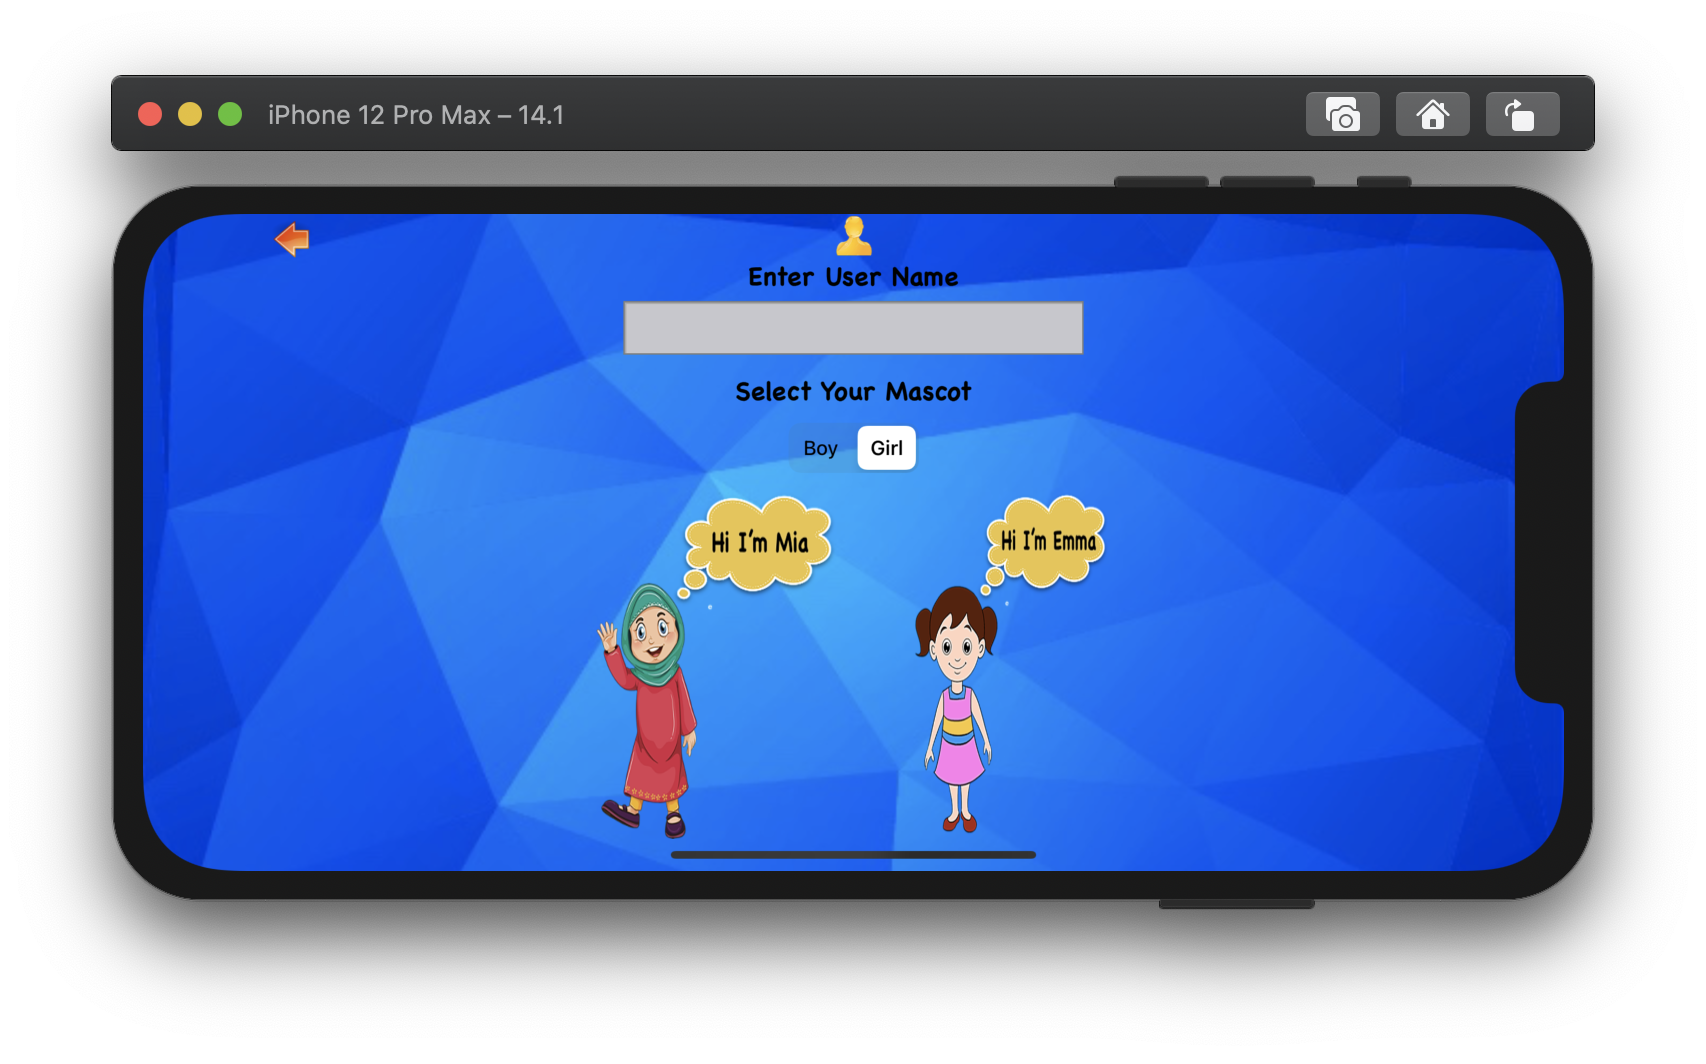 iPhone 12 Pro Max – 14.1
Enter User Name
Select Your Mascot
Boy Girl
Hi I'm Mia
Hi I'm Emma